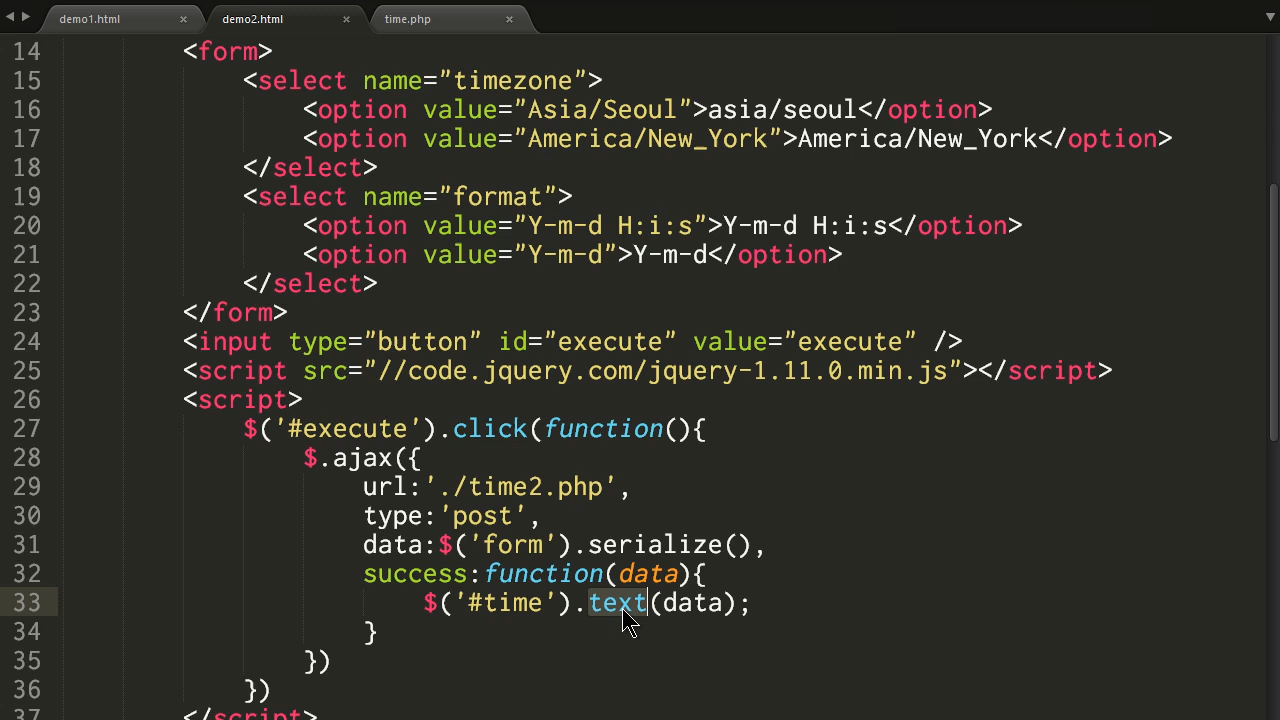 demo1.html × demo2.html × time.php ×
14 <form>
15 <select name="timezone">
16 <option value="Asia/Seoul">asia/seoul</option>
17 <option value="America/New_York">America/New_York</option>
18 </select>
19 <select name="format">
20 <option value="Y-m-d H:i:s">Y-m-d H:i:s</option>
21 <option value="Y-m-d">Y-m-d</option>
22 </select>
23 </form>
24 <input type="button" id="execute" value="execute" />
25 <script src="//code.jquery.com/jquery-1.11.0.min.js"></script>
26 <script>
27 $('#execute').click(function(){
28 $.ajax({
29 url:'./time2.php',
30 type:'post',
31 data:$('form').serialize(),
32 success:function(data){
33 $('#time').text(data);
34 }
35 })
36 })
37 </script>